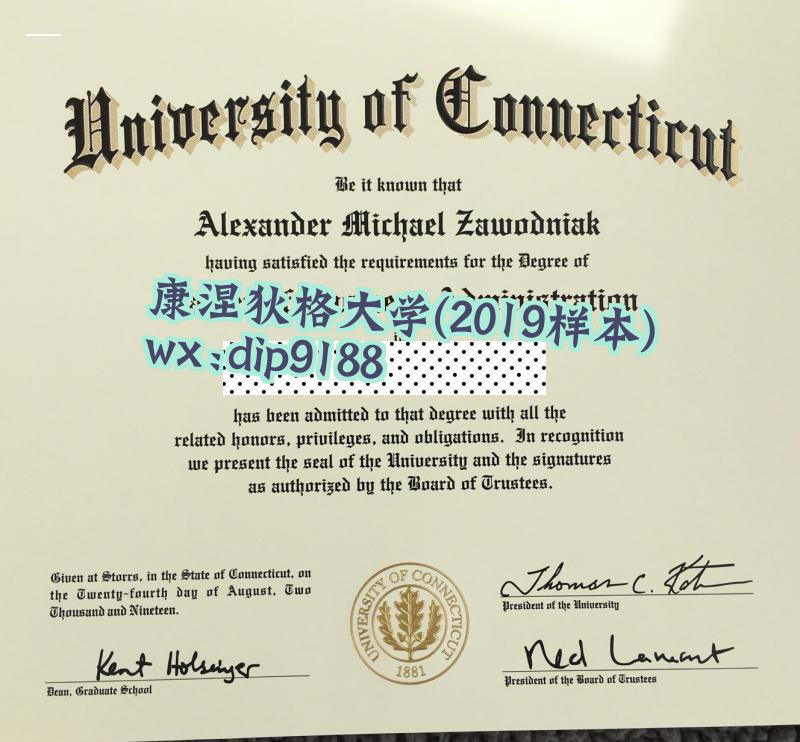 University of Connecticut
Be it known that
Alexander Michael Zawodniak
having satisfied the requirements for the Degree of
Administration
康涅狄格大学(2019样本)
wx:dip9188
has been admitted to that degree with all the
related honors, privileges, and obligations. In recognition
we present the seal of the University and the signatures
as authorized by the Board of Trustees.
Given at Storrs, in the State of Connecticut, on
the Twenty-fourth day of August, Two
Thousand and Nineteen.
Kent Holsinger
Dean, Graduate School
UNIVERSITY OF CONNECTICUT
1881
Thomas C. Kat
President of the University
Ned Lamont
President of the Board of Trustees